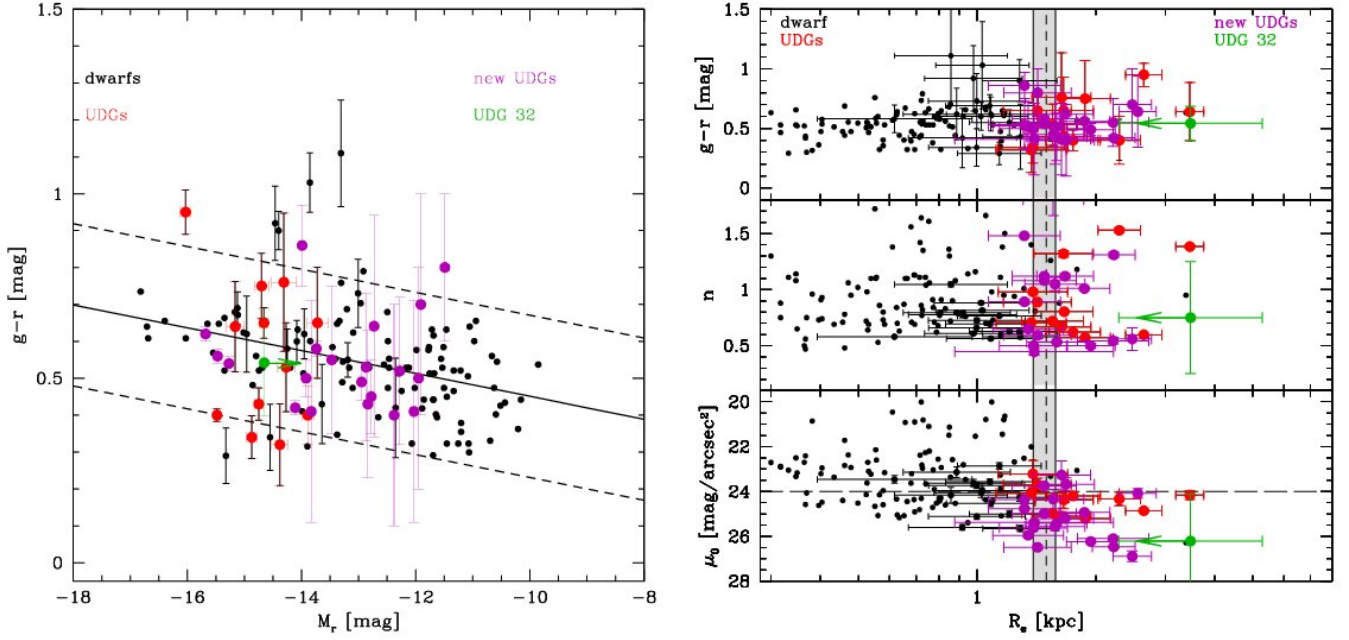 1.5
1
0.5
0
g-r [mag]
dwarfs
new UDGs
UDGs
UDG 32
-18
-16
-14
-12
-10
-8
M_r [mag]
1.5
1
0.5
0
g-r [mag]
dwarf
new UDGs
UDGs
UDG 32
1.5
1
0.5
n
20
22
24
26
28
μ₀ [mag/arcsec²]
1
R_e [kpc]